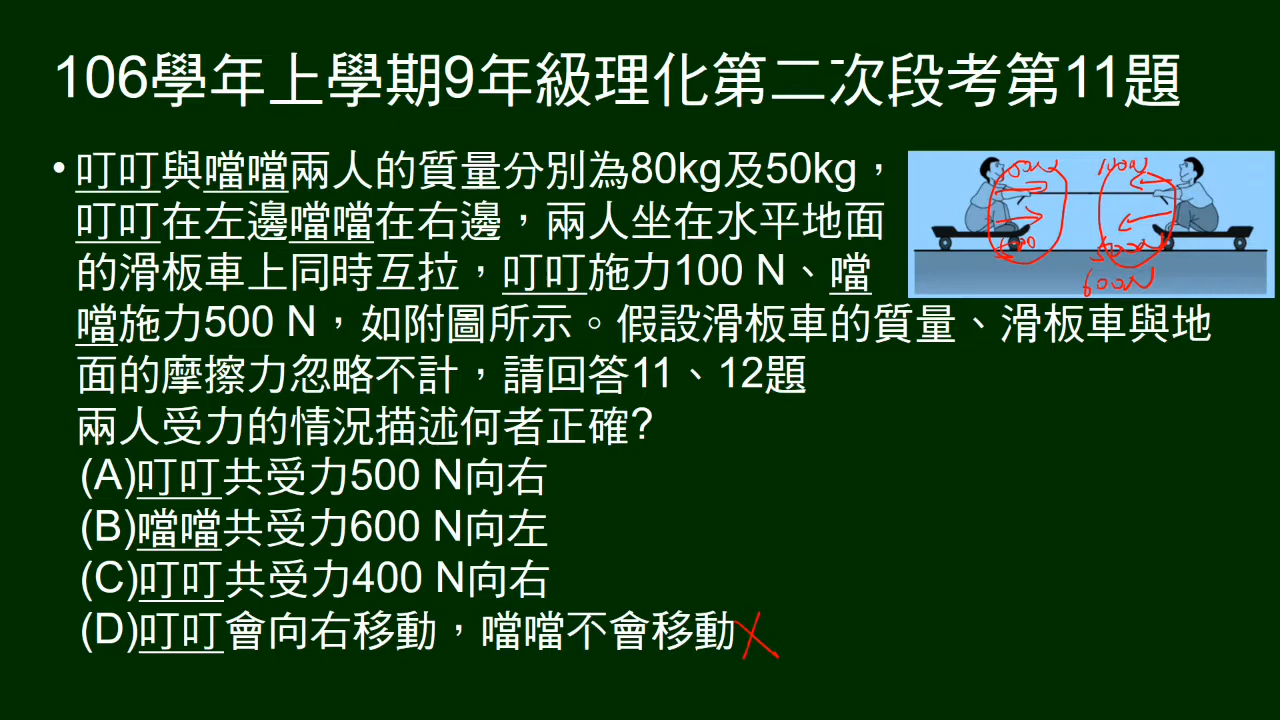 106學年上學期9年級理化第二次段考第11題
• 叮叮與噹噹兩人的質量分別為80kg及50kg，
叮叮在左邊噹噹在右邊，兩人坐在水平地面
的滑板車上同時互拉，叮叮施力100 N、噹
噹施力500 N，如附圖所示。假設滑板車的質量、滑板車與地
面的摩擦力忽略不計，請回答11、12題
兩人受力的情況描述何者正確?
(A)叮叮共受力500 N向右
(B)噹噹共受力600 N向左
(C)叮叮共受力400 N向右
(D)叮叮會向右移動，噹噹不會移動
100N
500N
600N